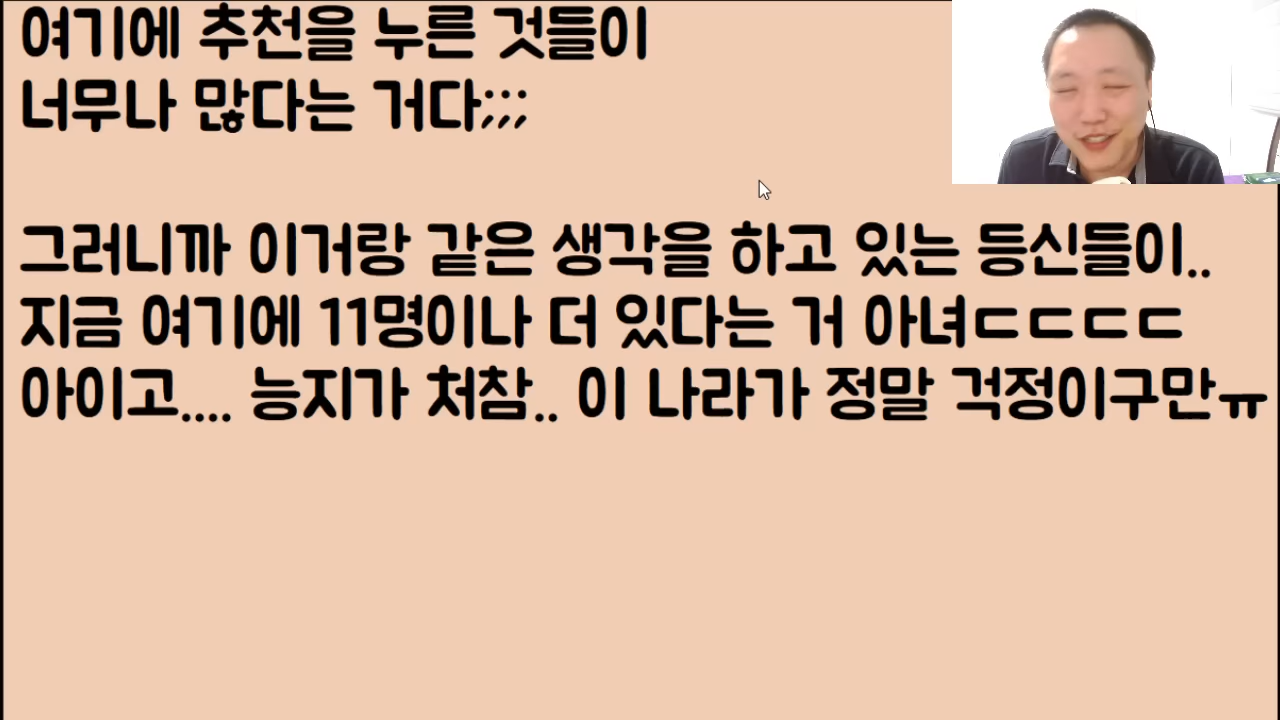 여기에 추천을 누른 것들이
너무나 많다는 거다;;;
그러니까 이거랑 같은 생각을 하고 있는 등신들이..
지금 여기에 11명이나 더 있다는 거 아녀ㄷㄷㄷㄷ
아이고.... 능지가 처참.. 이 나라가 정말 걱정이구만ㅠ